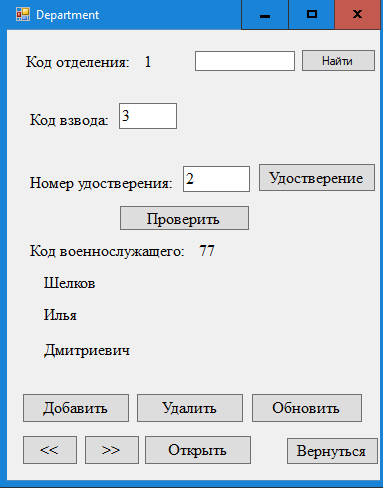 Department
Код отделения: 1 Найти
Код взвода: 3
Номер удостверения: 2 Удостверение
Проверить
Код военнослужащего: 77
Шелков
Илья
Дмитриевич
Добавить Удалить Обновить
<< >> Открыть Вернуться